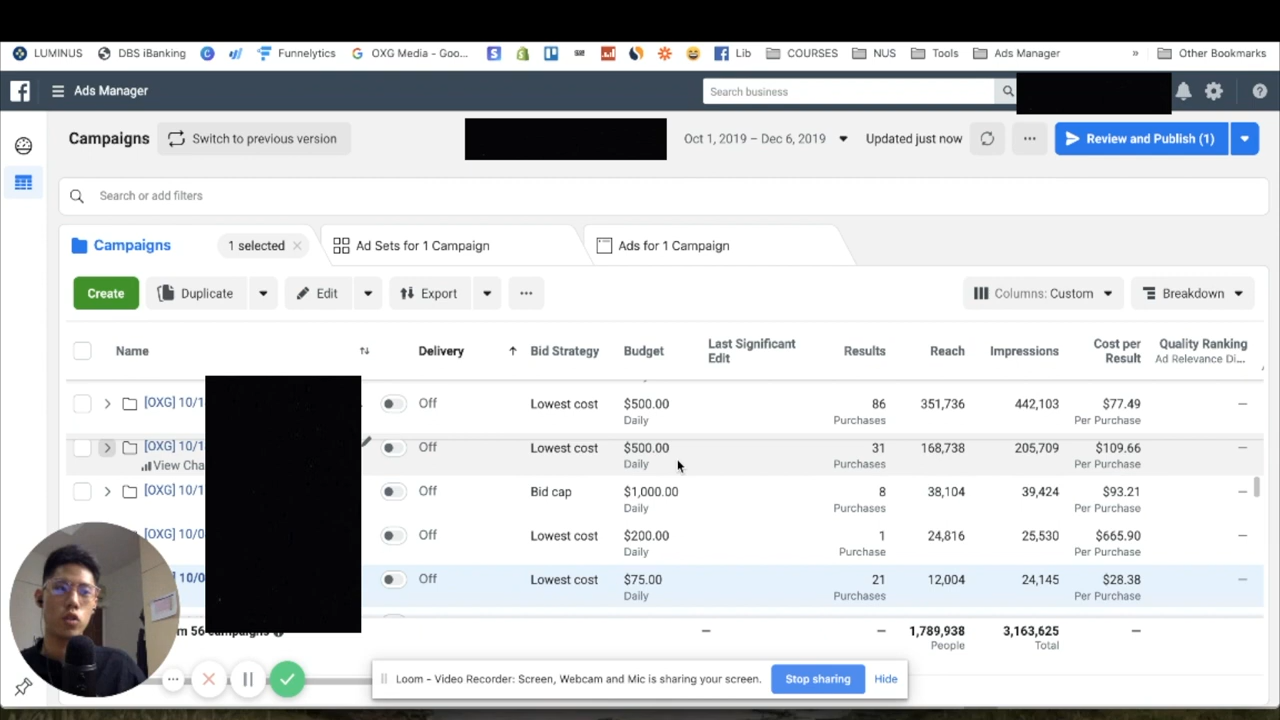 LUMINUS DBS iBanking Funnelytics OXG Media - Goo... Lib COURSES NUS Tools Ads Manager » Other Bookmarks
Ads Manager Search business
Campaigns Switch to previous version Oct 1, 2019 – Dec 6, 2019 Updated just now Review and Publish (1)
Search or add filters
Campaigns 1 selected Ad Sets for 1 Campaign Ads for 1 Campaign
Create Duplicate Edit Export Columns: Custom Breakdown
Name Delivery Bid Strategy Budget Last Significant Edit Results Reach Impressions Cost per Result Quality Ranking
Ad Relevance Di...
[OXG] 10/1 Off Lowest cost $500.00 86 351,736 442,103 $77.49 —
Daily Purchases Per Purchase
[OXG] 10/1 Off Lowest cost $500.00 31 168,738 205,709 $109.66 —
View Cha Daily Purchases Per Purchase
[OXG] 10/1 Off Bid cap $1,000.00 8 38,104 39,424 $93.21 —
Daily Purchases Per Purchase
[OXG] 10/0 Off Lowest cost $200.00 1 24,816 25,530 $665.90 —
Daily Purchase Per Purchase
10/0 Off Lowest cost $75.00 21 12,004 24,145 $28.38 —
Daily Purchases Per Purchase
56 campaigns — — 1,789,938 3,163,625 —
People Total
Loom – Video Recorder: Screen, Webcam and Mic is sharing your screen. Stop sharing Hide